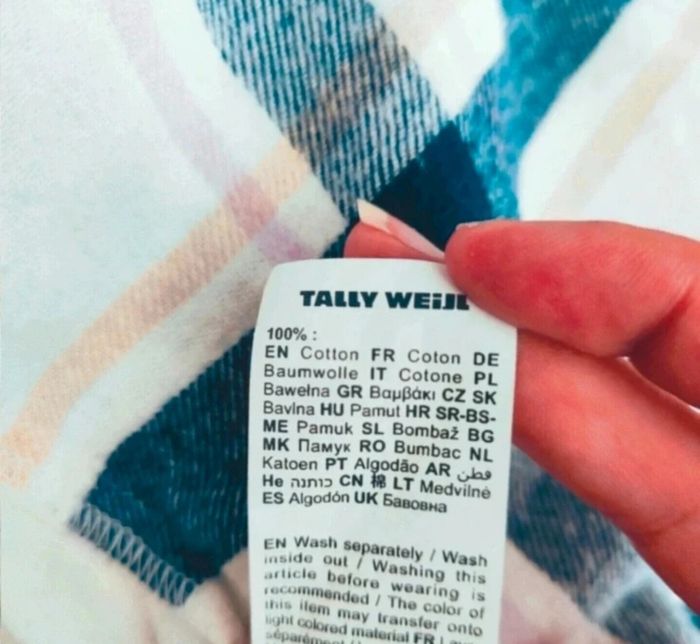 TALLY WEiJL
100% :
EN Cotton FR Coton DE
Baumwolle IT Cotone PL
Bawełna GR Βαμβάκι CZ SK
Bavlna HU Pamut HR SR-BS-
ME Pamuk SL Bombaž BG
MK Памук RO Bumbac NL
Katoen PT Algodão AR قطن
He כותנה CN 棉 LT Medvilnė
ES Algodón UK Бавовна
EN Wash separately / Wash
inside out / Washing this
article before wearing is
recommended / The color of
this item may transfer onto
light colored material FR
séparément